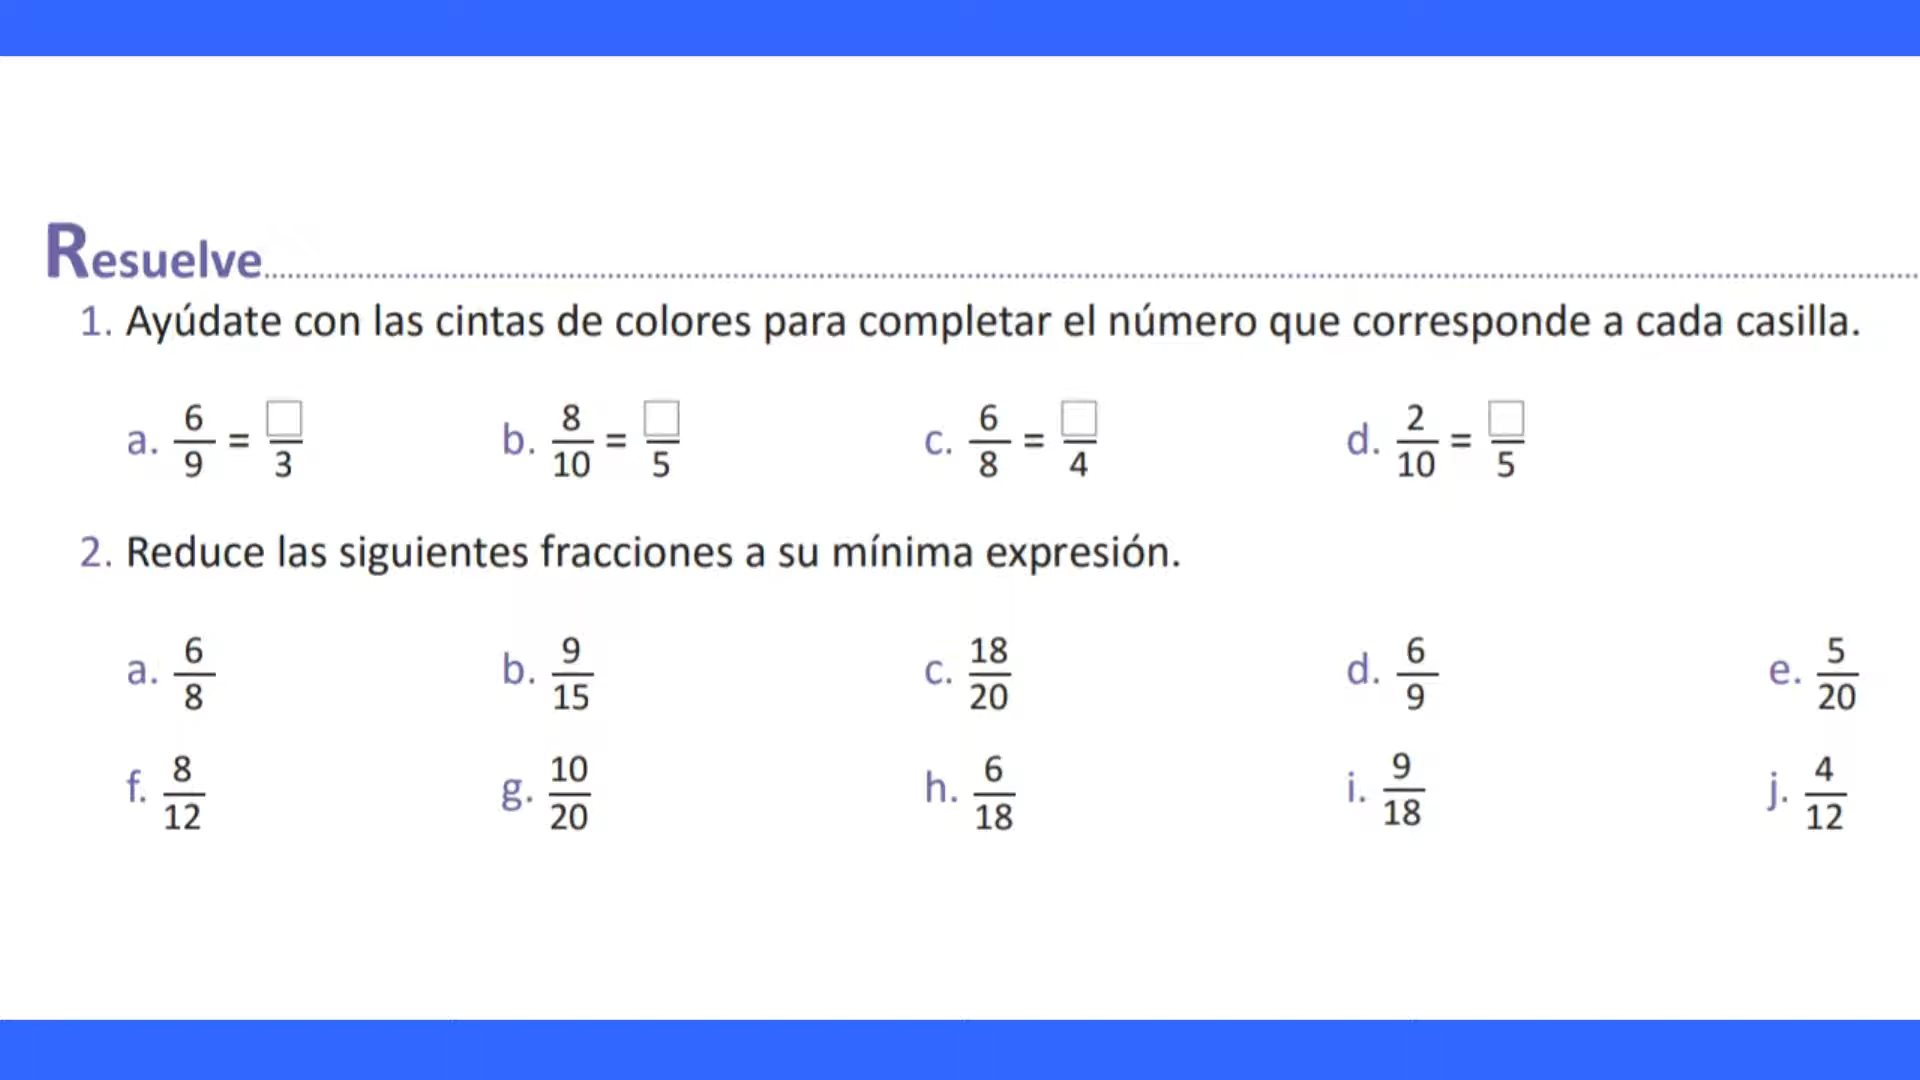 Resuelve
1. Ayúdate con las cintas de colores para completar el número que corresponde a cada casilla.
a. 6/9 = □/3 b. 8/10 = □/5 c. 6/8 = □/4 d. 2/10 = □/5
2. Reduce las siguientes fracciones a su mínima expresión.
a. 6/8 b. 9/15 c. 18/20 d. 6/9 e. 5/20
f. 8/12 g. 10/20 h. 6/18 i. 9/18 j. 4/12